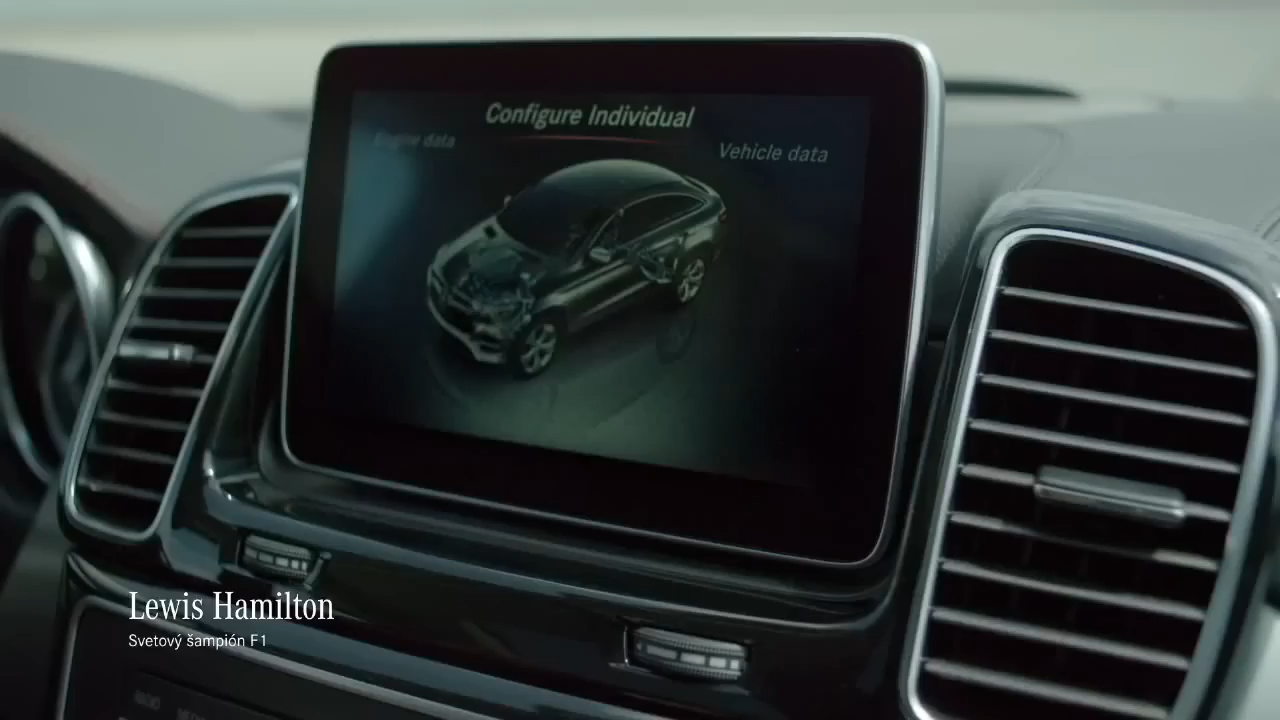 Configure Individual
Engine data
Vehicle data
Lewis Hamilton
Svetový šampión F1